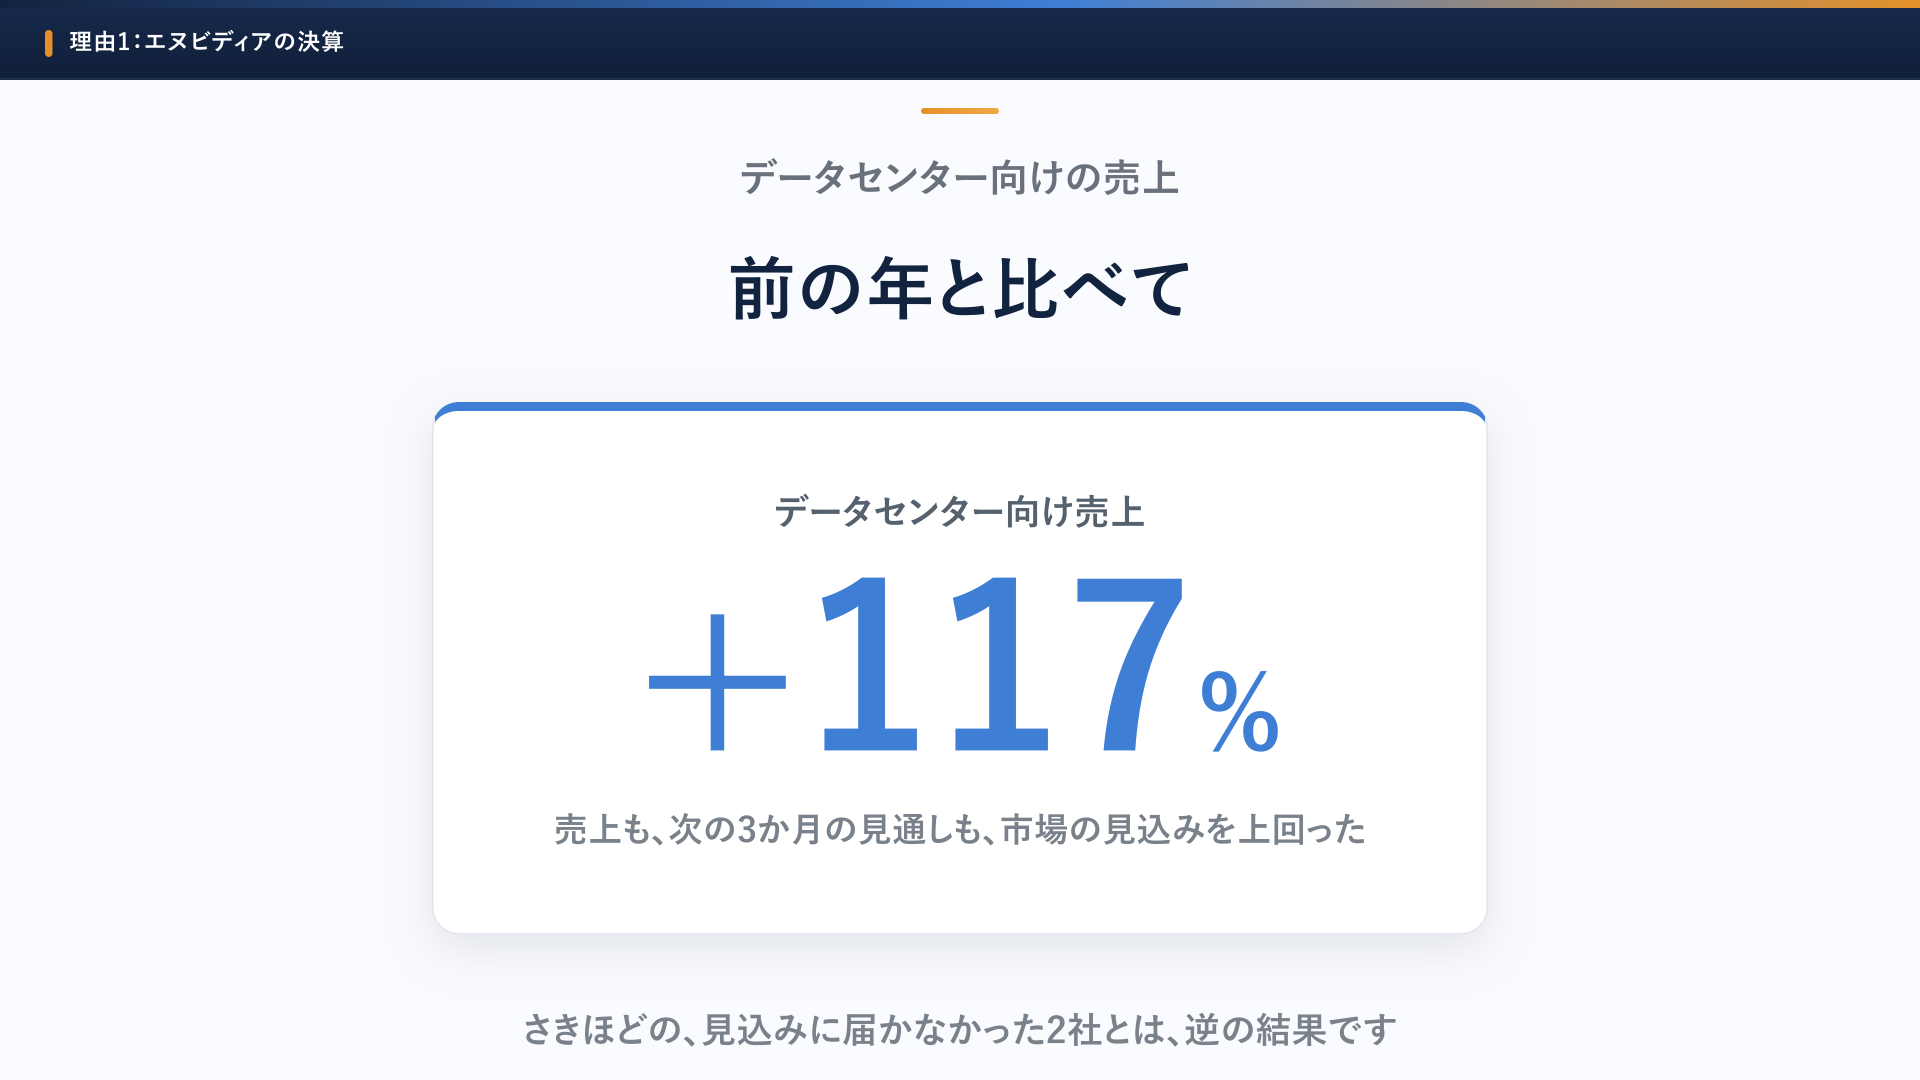 理由1：エヌビディアの決算
データセンター向けの売上
前の年と比べて
データセンター向け売上
＋117%
売上も、次の3か月の見通しも、市場の見込みを上回った
さきほどの、見込みに届かなかった2社とは、逆の結果です